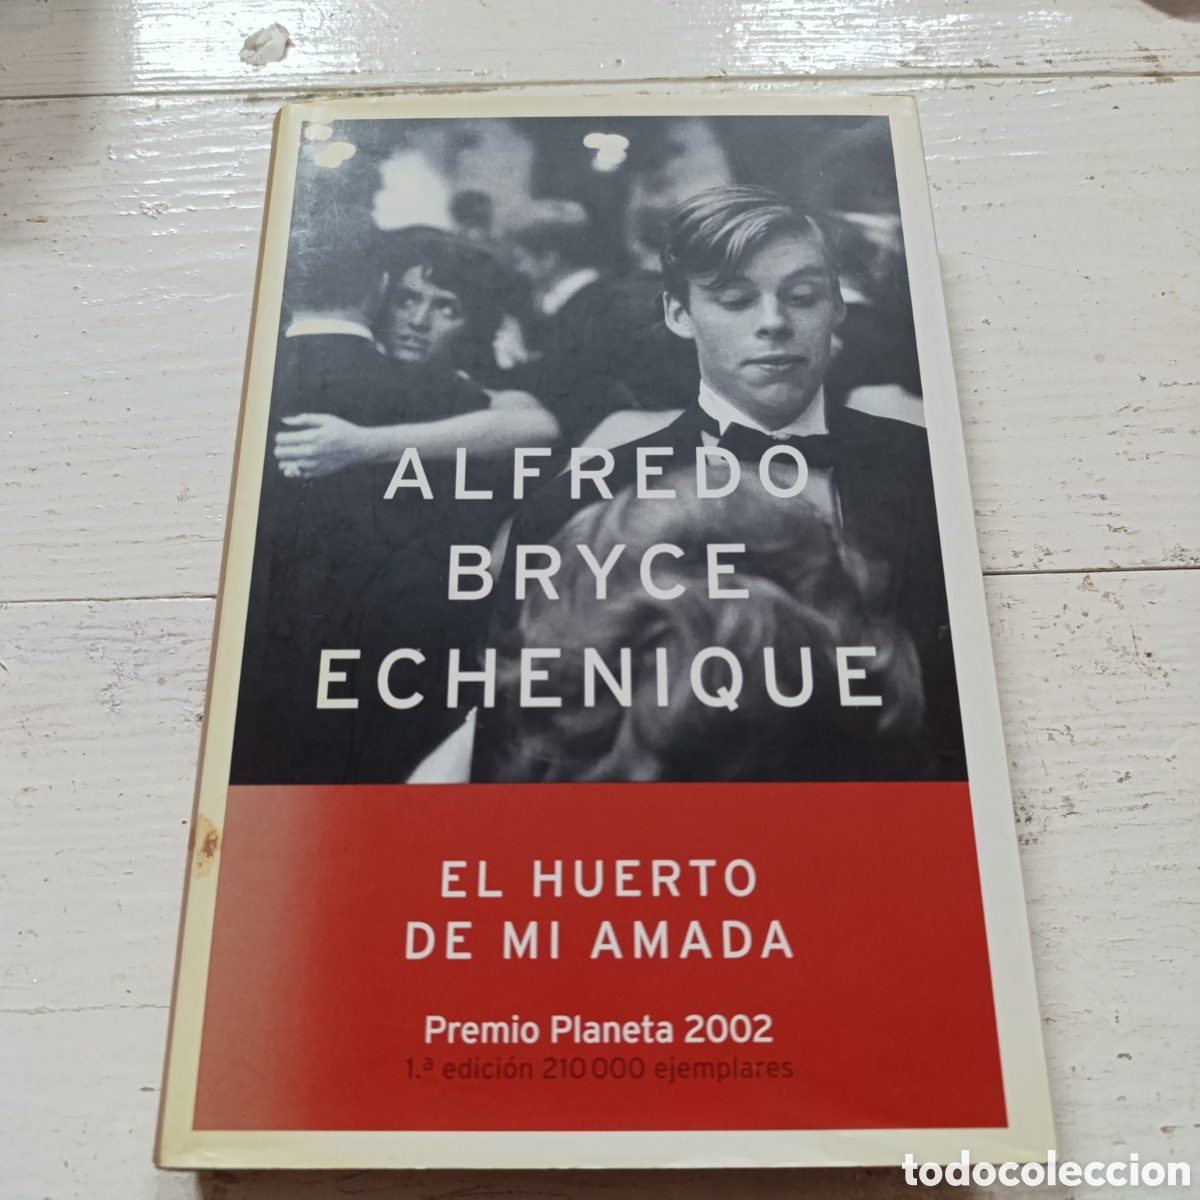 ALFREDO
BRYCE
ECHENIQUE
EL HUERTO
DE MI AMADA
Premio Planeta 2002
1.ª edición 210 000 ejemplares
todocoleccion